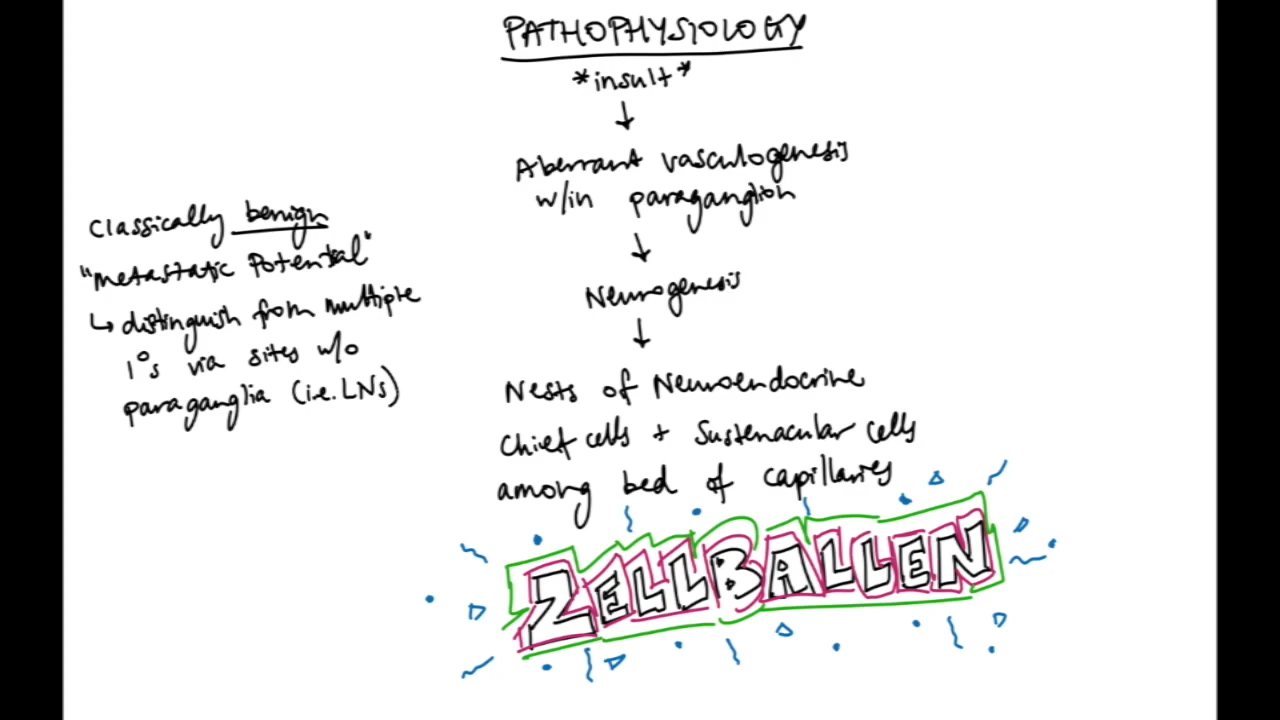 PATHOPHYSIOLOGY
*insult*
↓
Aberrant vasculogenesis
w/in paraganglion
↓
Neurogenesis
↓
Nests of Neuroendocrine
Chief cells + Sustenacular cells
among bed of capillaries
ZELLBALLEN
Classically benign
"Metastatic Potential"
↳ distinguish from multiple
1°s via sites w/o
paraganglia (i.e. LNs)